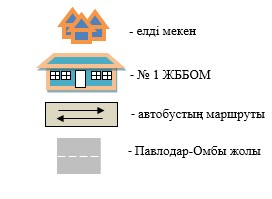 - елді мекен
- № 1 ЖББОМ
- автобустың маршруты
- Павлодар-Омбы жолы